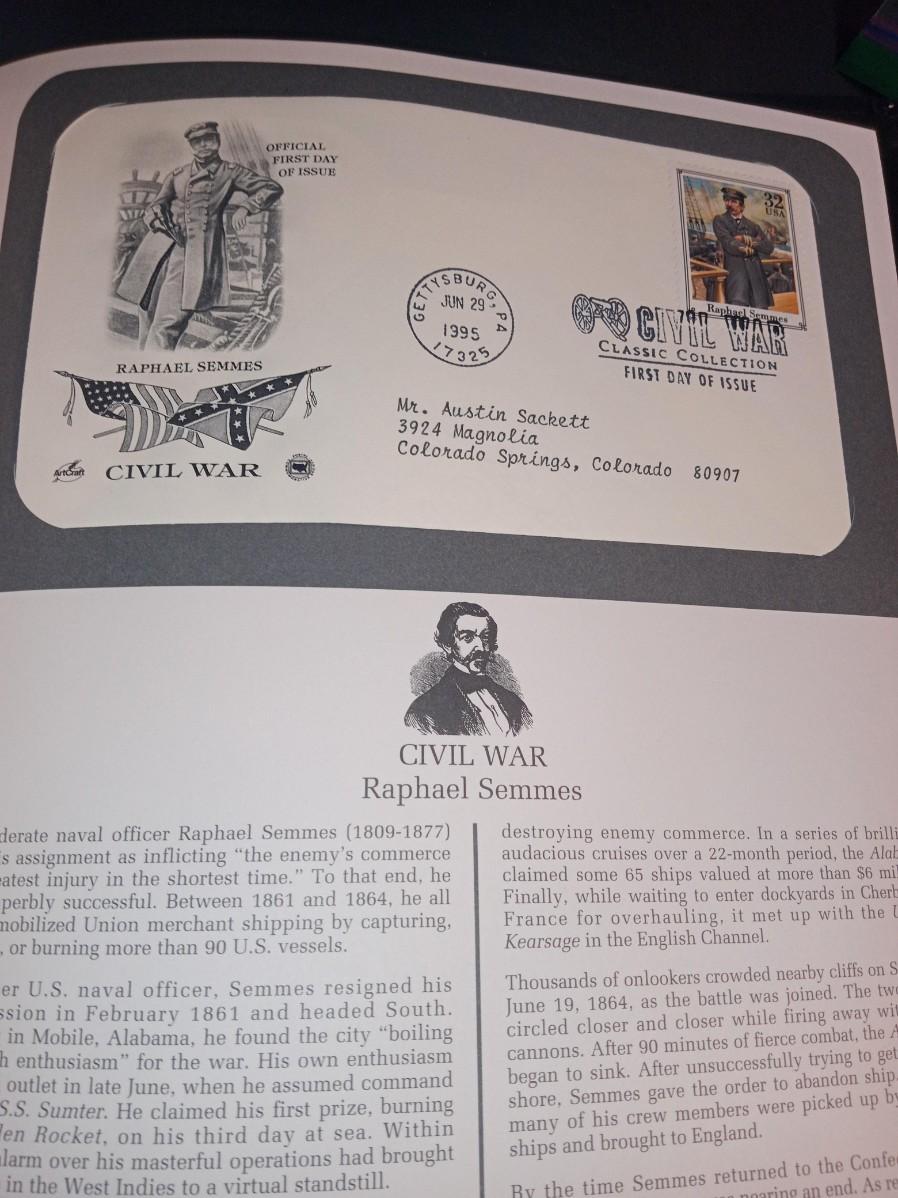 OFFICIAL
FIRST DAY
OF ISSUE
32
USA
Raphael Semmes
GETTYSBURG, PA
JUN 29
1995
17325
CIVIL WAR
CLASSIC COLLECTION
FIRST DAY OF ISSUE
RAPHAEL SEMMES
Mr. Austin Sackett
3924 Magnolia
Colorado Springs, Colorado 80907
ArtCraft
CIVIL WAR
CIVIL WAR
Raphael Semmes
derate naval officer Raphael Semmes (1809-1877)
is assignment as inflicting "the enemy's commerce
eatest injury in the shortest time." To that end, he
perbly successful. Between 1861 and 1864, he all
mobilized Union merchant shipping by capturing,
, or burning more than 90 U.S. vessels.
er U.S. naval officer, Semmes resigned his
ssion in February 1861 and headed South.
in Mobile, Alabama, he found the city "boiling
h enthusiasm" for the war. His own enthusiasm
outlet in late June, when he assumed command
S.S. Sumter. He claimed his first prize, burning
den Rocket, on his third day at sea. Within
alarm over his masterful operations had brought
in the West Indies to a virtual standstill.
destroying enemy commerce. In a series of brilli
audacious cruises over a 22-month period, the Alab
claimed some 65 ships valued at more than $6 mil
Finally, while waiting to enter dockyards in Cherb
France for overhauling, it met up with the U
Kearsage in the English Channel.
Thousands of onlookers crowded nearby cliffs on S
June 19, 1864, as the battle was joined. The two
circled closer and closer while firing away wit
cannons. After 90 minutes of fierce combat, the A
began to sink. After unsuccessfully trying to get
shore, Semmes gave the order to abandon ship.
many of his crew members were picked up by
ships and brought to England.
By the time Semmes returned to the Confe
nearing an end. As re